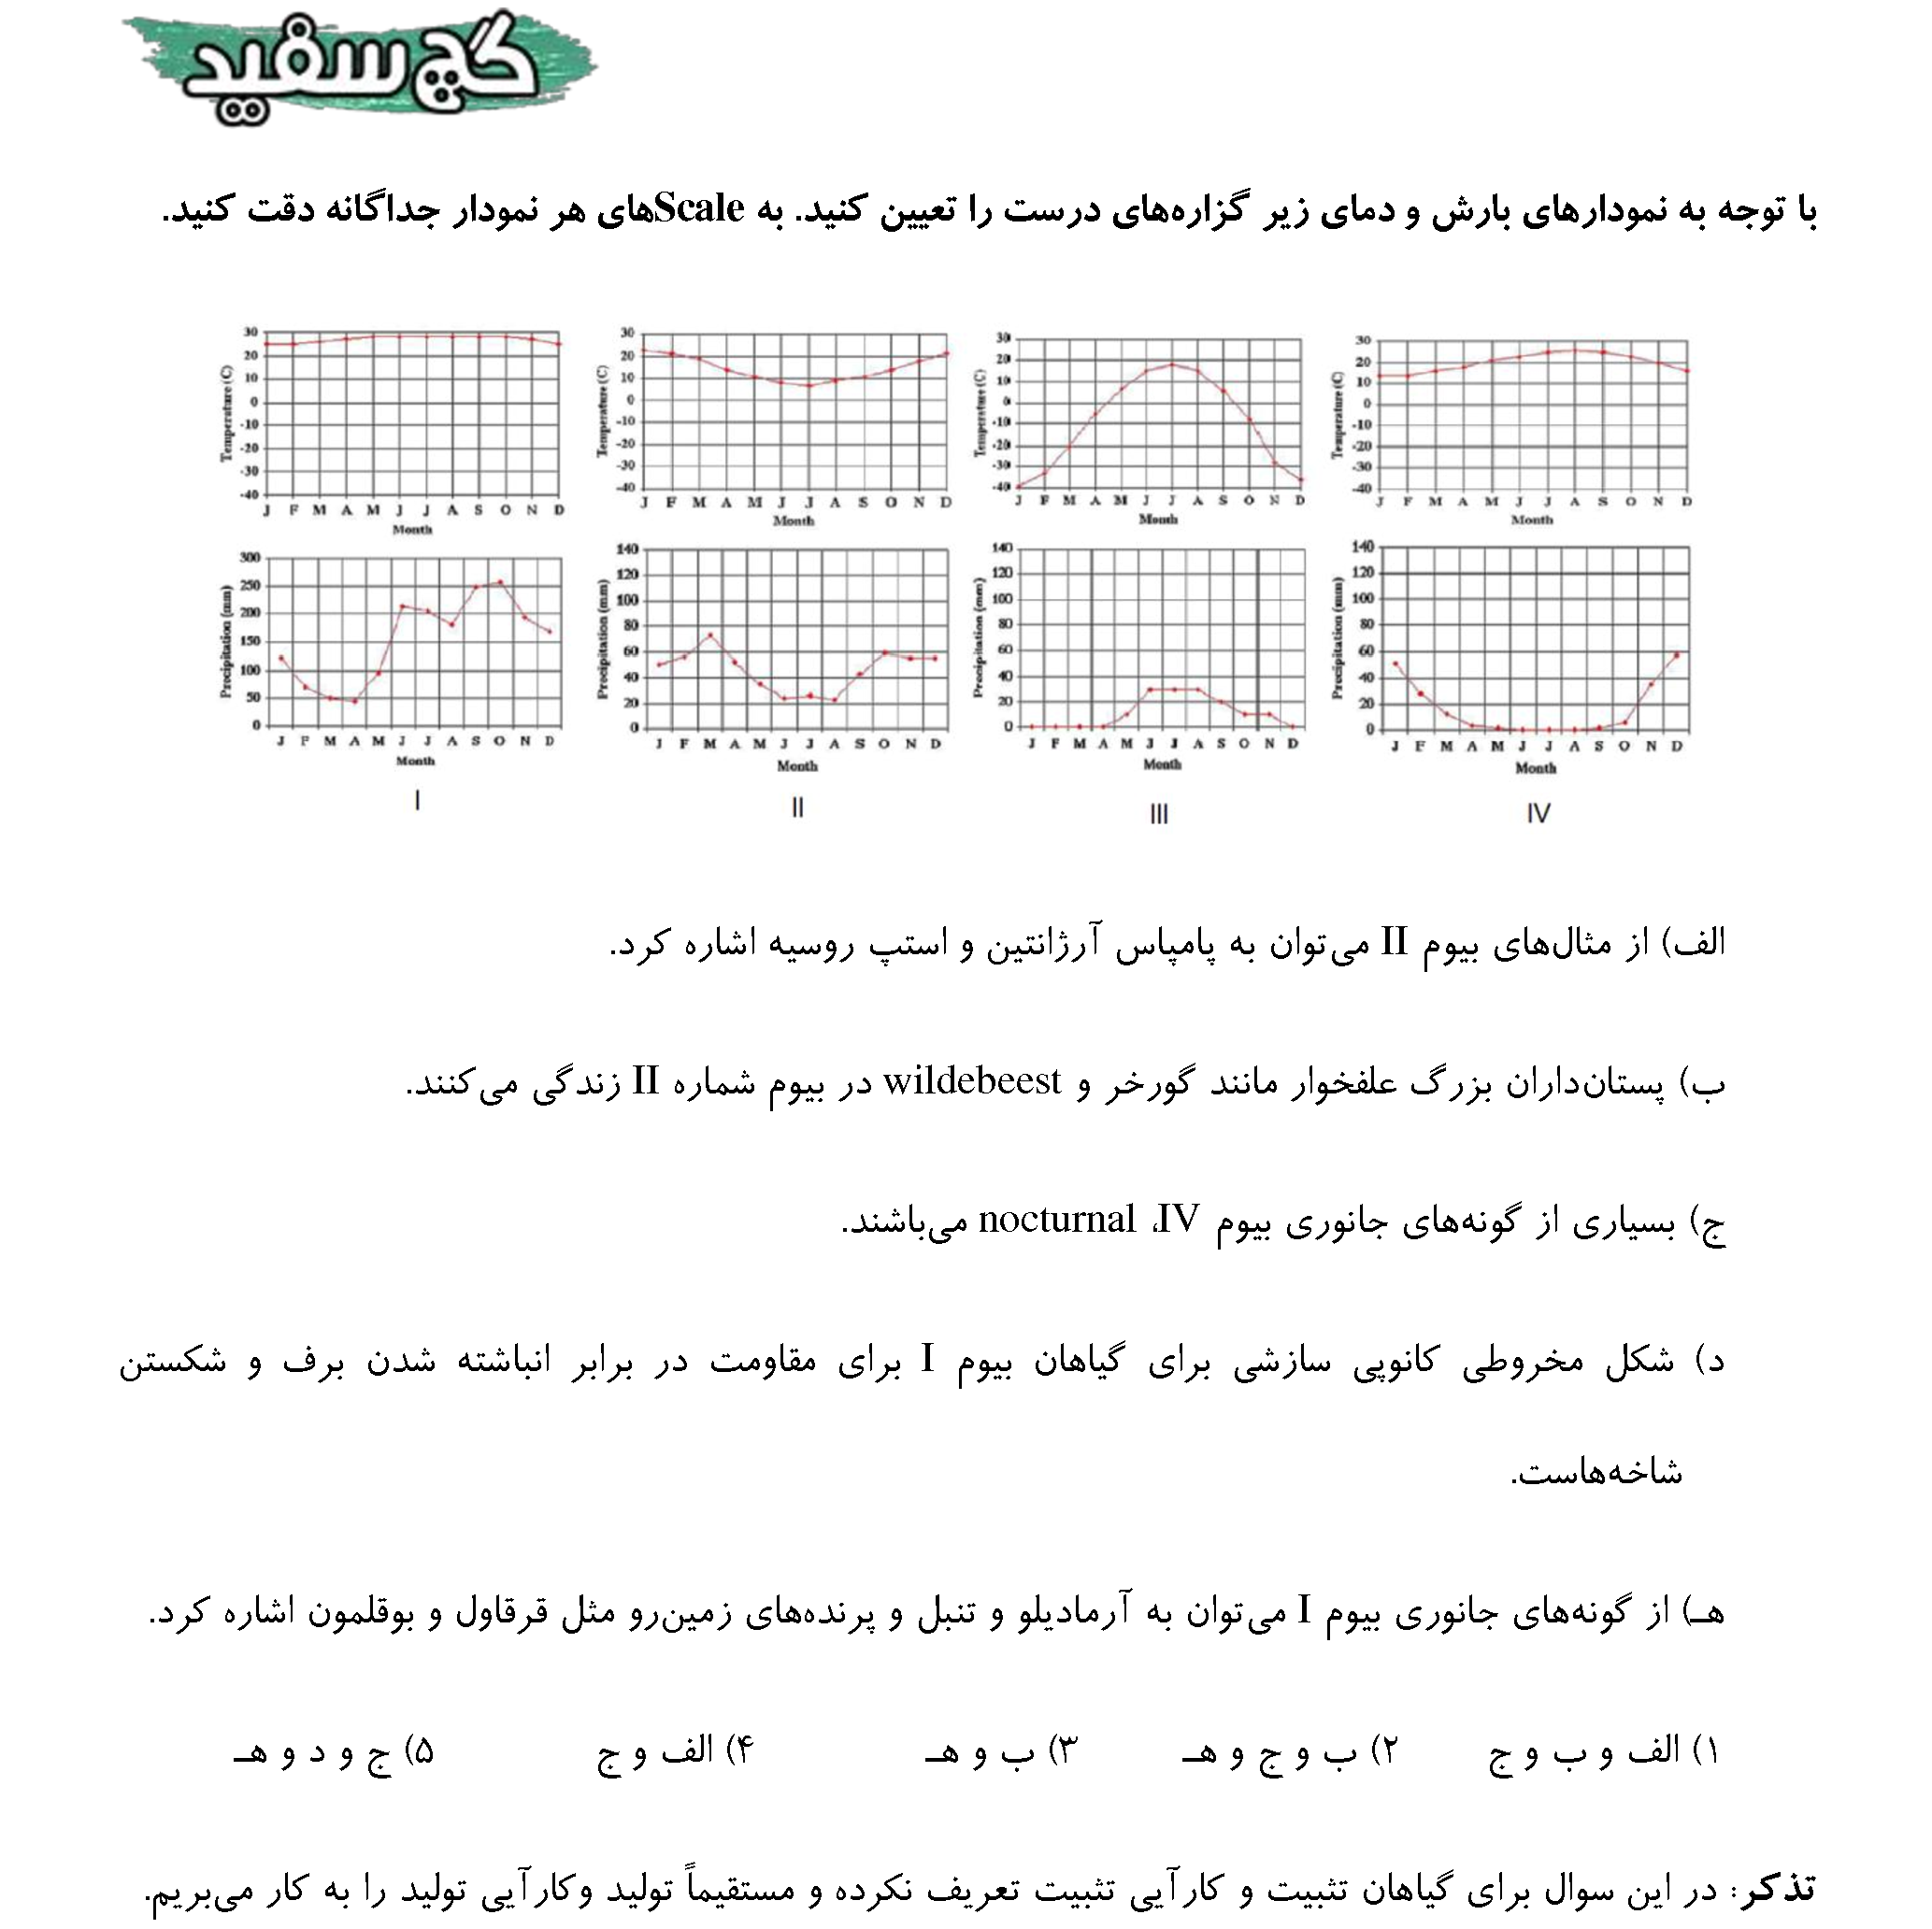 گچ سفید
با توجه به نمودارهای بارش و دمای زیر گزاره‌های درست را تعیین کنید. به Scaleهای هر نمودار جداگانه دقت کنید.
30 20 10 0 -10 -20 -30 -40
Temperature (C)
J F M A M J J A S O N D
Month
30 20 10 0 -10 -20 -30 -40
Temperature (C)
J F M A M J J A S O N D
Month
30 20 10 0 -10 -20 -30 -40
Temperature (C)
J F M A M J J A S O N D
Month
30 20 10 0 -10 -20 -30 -40
Temperature (C)
J F M A M J J A S O N D
Month
300 250 200 150 100 50 0
Precipitation (mm)
J F M A M J J A S O N D
Month
I
140 120 100 80 60 40 20 0
Precipitation (mm)
J F M A M J J A S O N D
Month
II
140 120 100 80 60 40 20 0
Precipitation (mm)
J F M A M J J A S O N D
Month
III
140 120 100 80 60 40 20 0
Precipitation (mm)
J F M A M J J A S O N D
Month
IV
الف) از مثال‌های بیوم II می‌توان به پامپاس آرژانتین و استپ روسیه اشاره کرد.
ب) پستان‌داران بزرگ علفخوار مانند گورخر و wildebeest در بیوم شماره II زندگی می‌کنند.
ج) بسیاری از گونه‌های جانوری بیوم IV، nocturnal می‌باشند.
د) شکل مخروطی کانوپی سازشی برای گیاهان بیوم I برای مقاومت در برابر انباشته شدن برف و شکستن
شاخه‌هاست.
هـ) از گونه‌های جانوری بیوم I می‌توان به آرمادیلو و تنبل و پرنده‌های زمین‌رو مثل قرقاول و بوقلمون اشاره کرد.
۱) الف و ب و ج ۲) ب و ج و هـ ۳) ب و هـ ۴) الف و ج ۵) ج و د و هـ
تذکر: در این سوال برای گیاهان تثبیت و کارآیی تثبیت تعریف نکرده و مستقیماً تولید وکارآیی تولید را به کار می‌بریم.